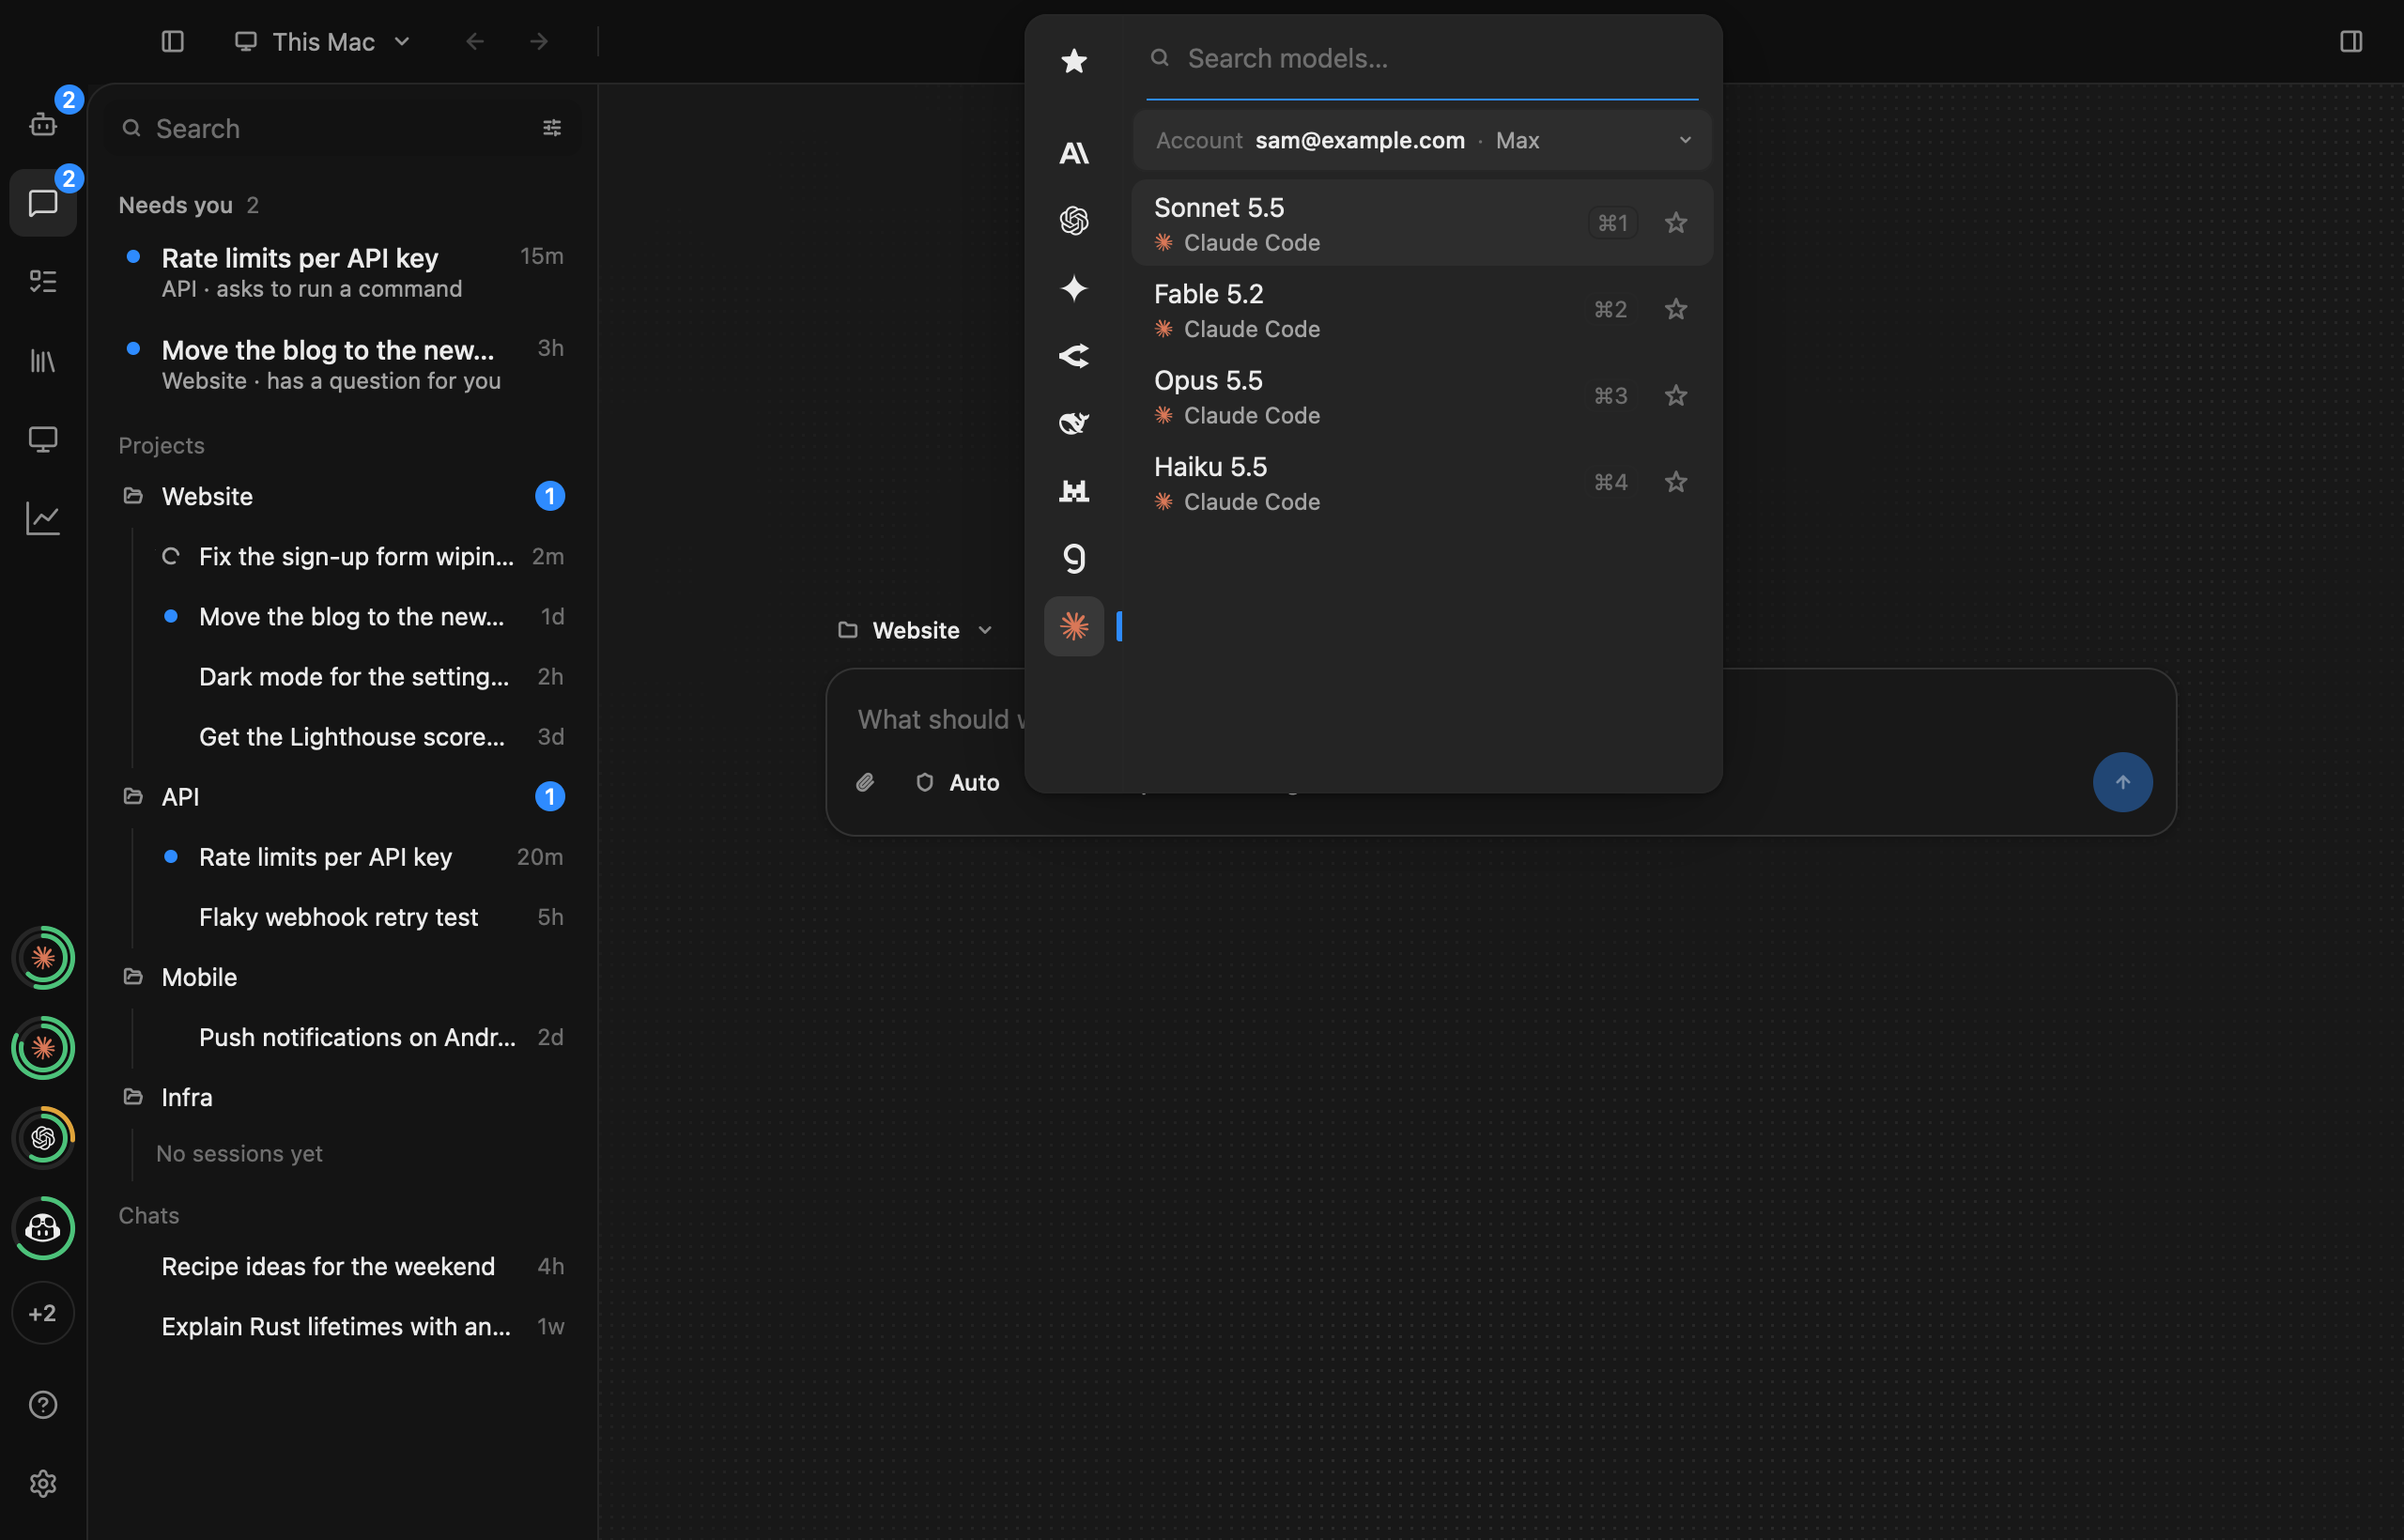 This Mac
2
2
Search
Needs you 2
Rate limits per API key 15m
API · asks to run a command
Move the blog to the new... 3h
Website · has a question for you
Projects
Website 1
Fix the sign-up form wipin... 2m
Move the blog to the new... 1d
Dark mode for the setting... 2h
Get the Lighthouse score... 3d
API 1
Rate limits per API key 20m
Flaky webhook retry test 5h
Mobile
Push notifications on Andr... 2d
Infra
No sessions yet
Chats
Recipe ideas for the weekend 4h
Explain Rust lifetimes with an... 1w
+2
Search models...
Account sam@example.com · Max
Sonnet 5.5 ⌘1
Claude Code
Fable 5.2 ⌘2
Claude Code
Opus 5.5 ⌘3
Claude Code
Haiku 5.5 ⌘4
Claude Code
Website
What should
Auto